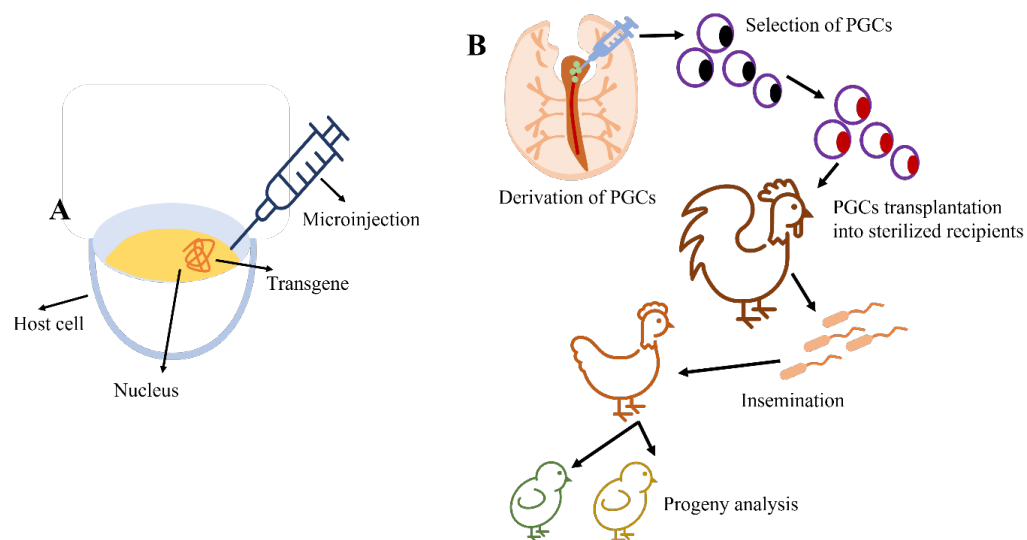 A
Microinjection
Transgene
Host cell
Nucleus
B
Selection of PGCs
Derivation of PGCs
PGCs transplantation
into sterilized recipients
Insemination
Progeny analysis